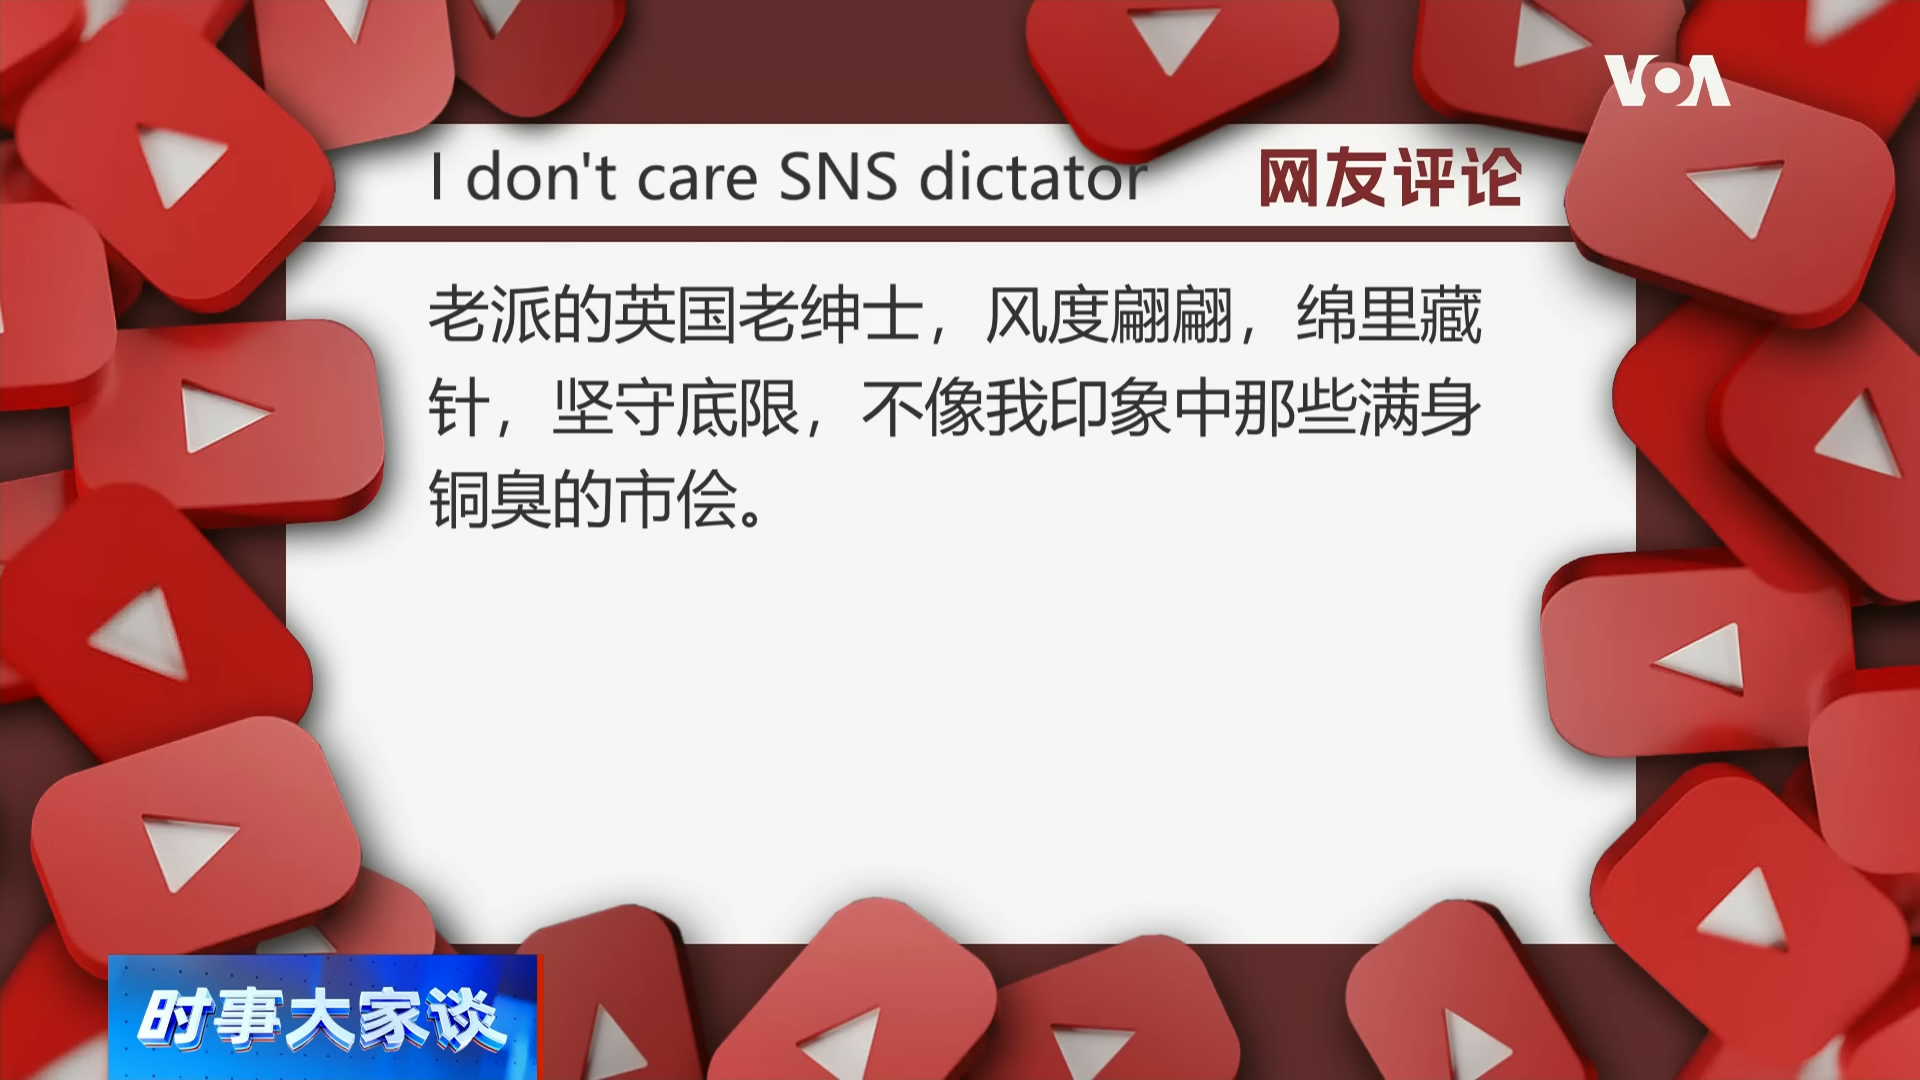 VOA
I don't care SNS dictator 网友评论
老派的英国老绅士，风度翩翩，绵里藏
针，坚守底限，不像我印象中那些满身
铜臭的市侩。
时事大家谈